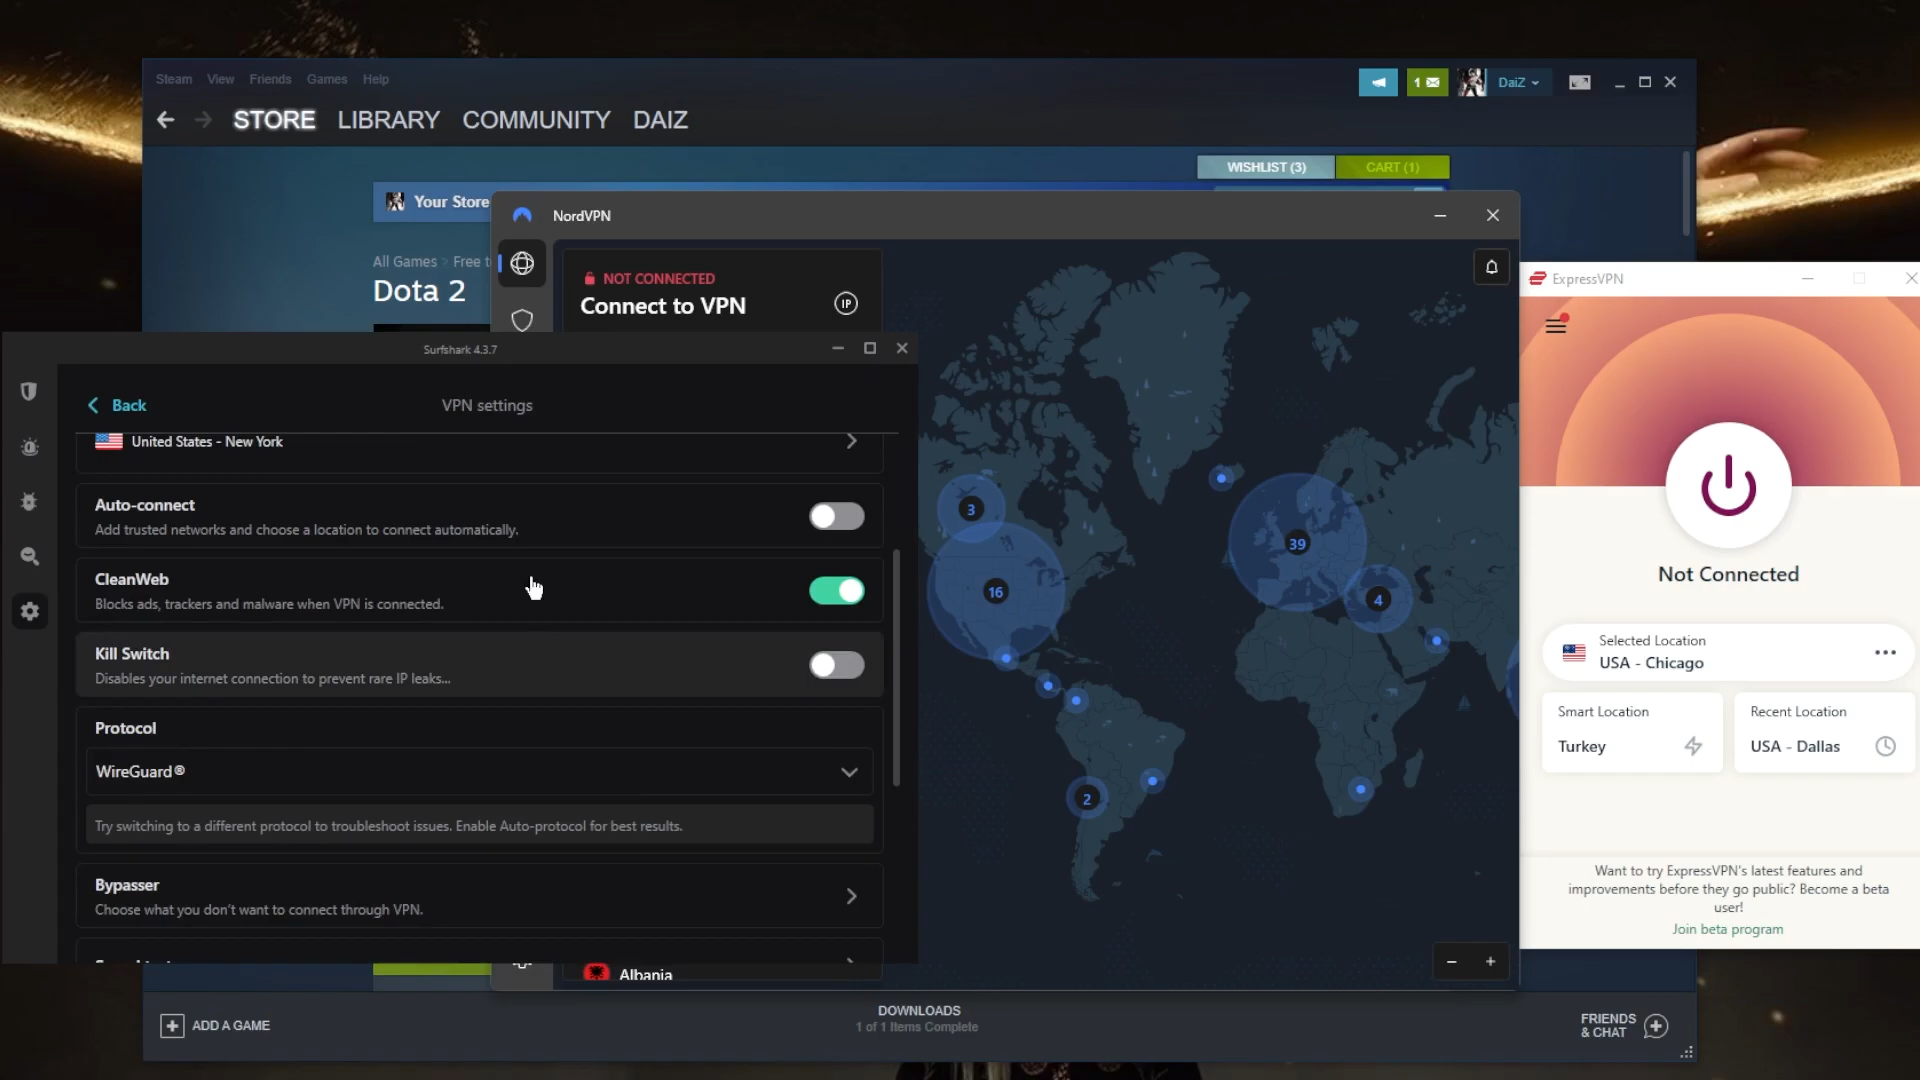 Steam View Friends Games Help
1
DaiZ
STORE LIBRARY COMMUNITY DAIZ
WISHLIST (3)
CART (1)
Your Store
All Games > Free t
Dota 2
NordVPN
NOT CONNECTED
Connect to VPN
IP
3
16
39
4
2
Albania
Surfshark 4.3.7
Back
VPN settings
United States - New York
Auto-connect
Add trusted networks and choose a location to connect automatically.
CleanWeb
Blocks ads, trackers and malware when VPN is connected.
Kill Switch
Disables your internet connection to prevent rare IP leaks...
Protocol
WireGuard®
Try switching to a different protocol to troubleshoot issues. Enable Auto-protocol for best results.
Bypasser
Choose what you don't want to connect through VPN.
ExpressVPN
Not Connected
Selected Location
USA - Chicago
Smart Location
Turkey
Recent Location
USA - Dallas
Want to try ExpressVPN's latest features and
improvements before they go public? Become a beta
user!
Join beta program
ADD A GAME
DOWNLOADS
1 of 1 Items Complete
FRIENDS
& CHAT